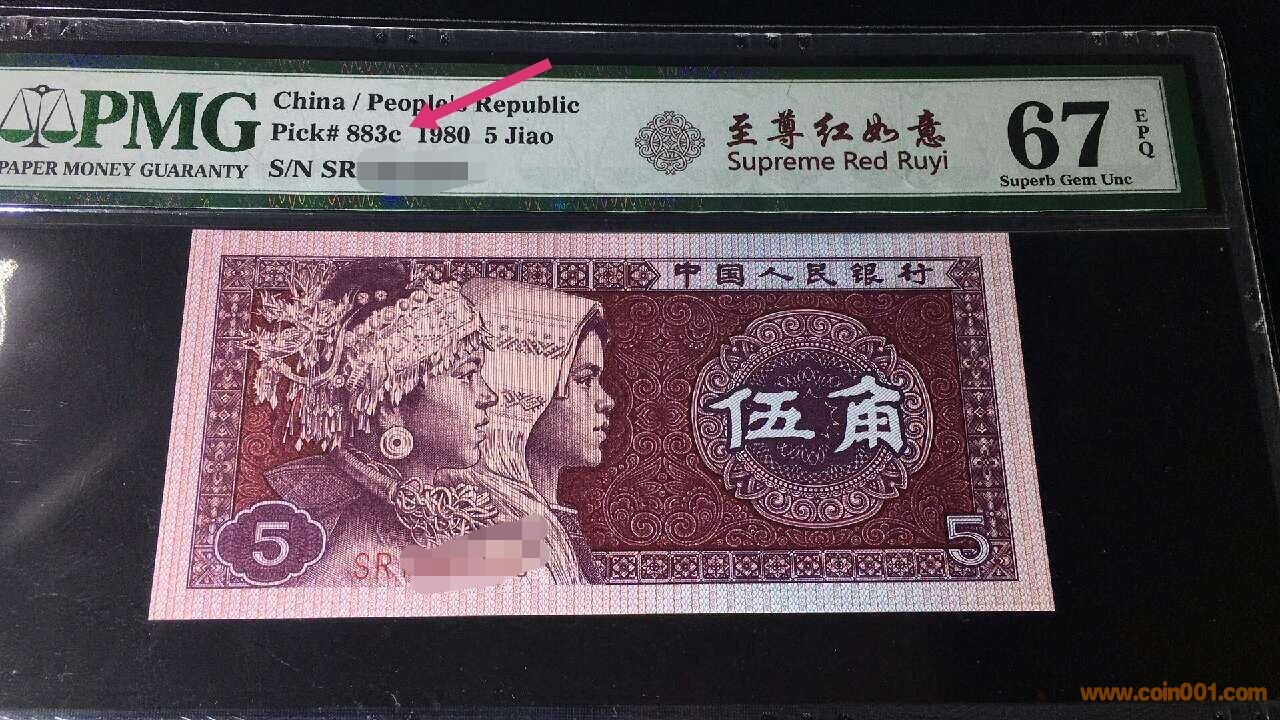 PMG
PAPER MONEY GUARANTY
China / People's Republic
Pick# 883c 1980 5 Jiao
S/N SR
至尊红如意
Supreme Red Ruyi
67
EPQ
Superb Gem Unc
中国人民银行
伍角
5
SR
5
www.coin001.com